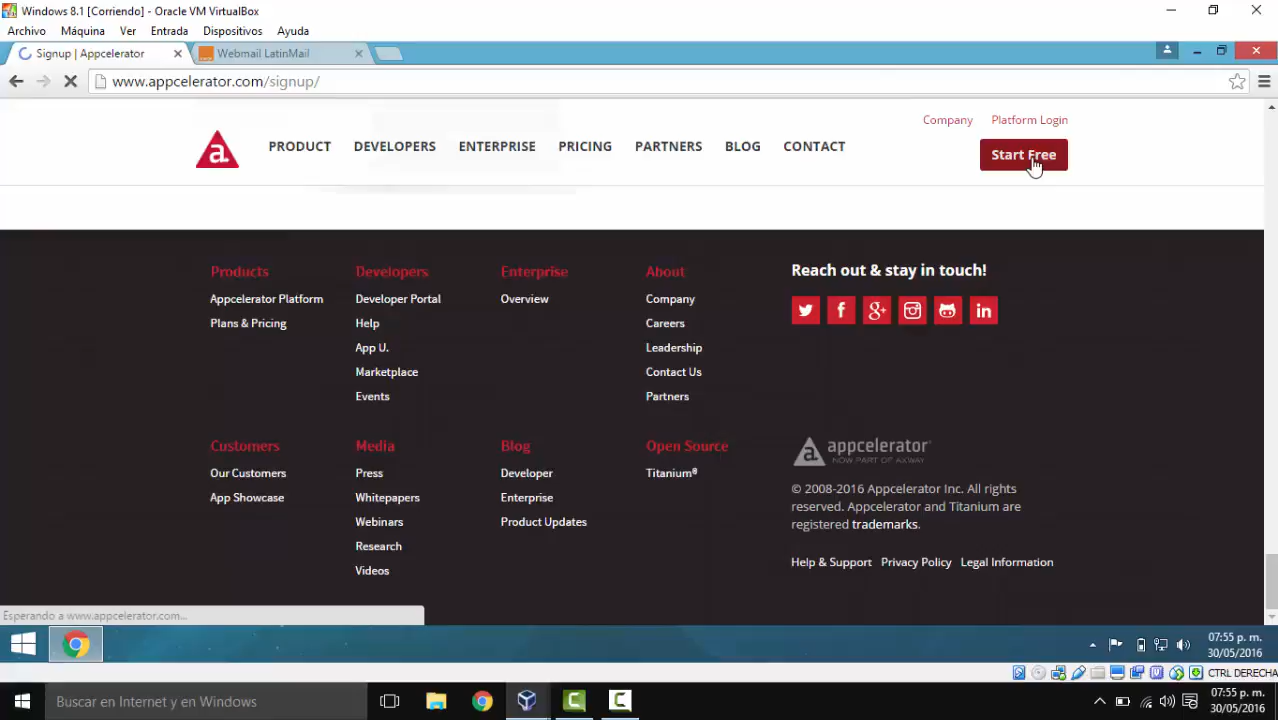 Windows 8.1 [Corriendo] - Oracle VM VirtualBox
Archivo Máquina Ver Entrada Dispositivos Ayuda
Signup | Appcelerator Webmail LatinMail
www.appcelerator.com/signup/
Company Platform Login
a PRODUCT DEVELOPERS ENTERPRISE PRICING PARTNERS BLOG CONTACT
Start Free
Products Developers Enterprise About Reach out & stay in touch!
Appcelerator Platform Developer Portal Overview Company
Plans & Pricing Help Careers
App U. Leadership
Marketplace Contact Us
Events Partners
Customers Media Blog Open Source appcelerator
NOW PART OF AXWAY
Our Customers Press Developer Titanium®
App Showcase Whitepapers Enterprise
Webinars Product Updates
Research
Videos
© 2008-2016 Appcelerator Inc. All rights
reserved. Appcelerator and Titanium are
registered trademarks.
Help & Support Privacy Policy Legal Information
Esperando a www.appcelerator.com...
07:55 p. m.
30/05/2016
CTRL DERECHA
Buscar en Internet y en Windows
07:55 p. m.
30/05/2016